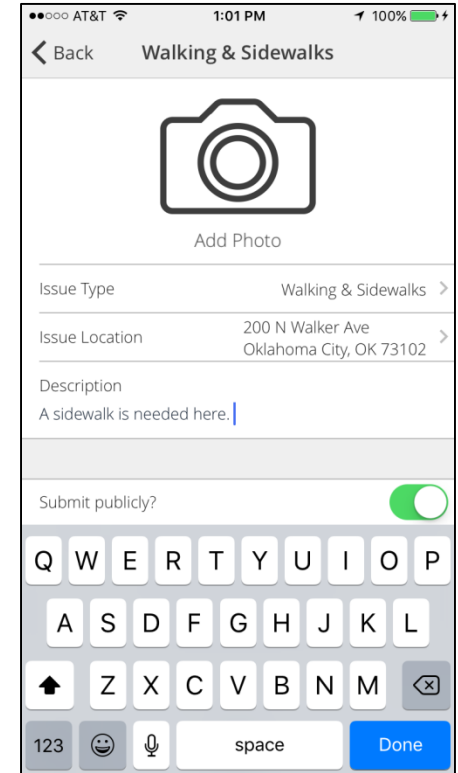 AT&T 1:01 PM 100%
Back Walking & Sidewalks
Add Photo
Issue Type Walking & Sidewalks
Issue Location 200 N Walker Ave
Oklahoma City, OK 73102
Description
A sidewalk is needed here.
Submit publicly?
Q W E R T Y U I O P
A S D F G H J K L
Z X C V B N M
123 space Done